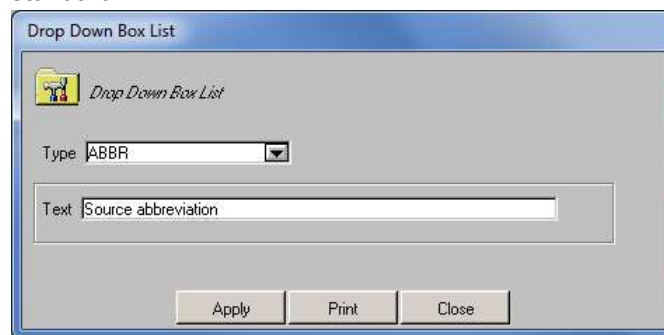 Drop Down Box List
Drop Down Box List
Type ABBR
Text Source abbreviation
Apply Print Close